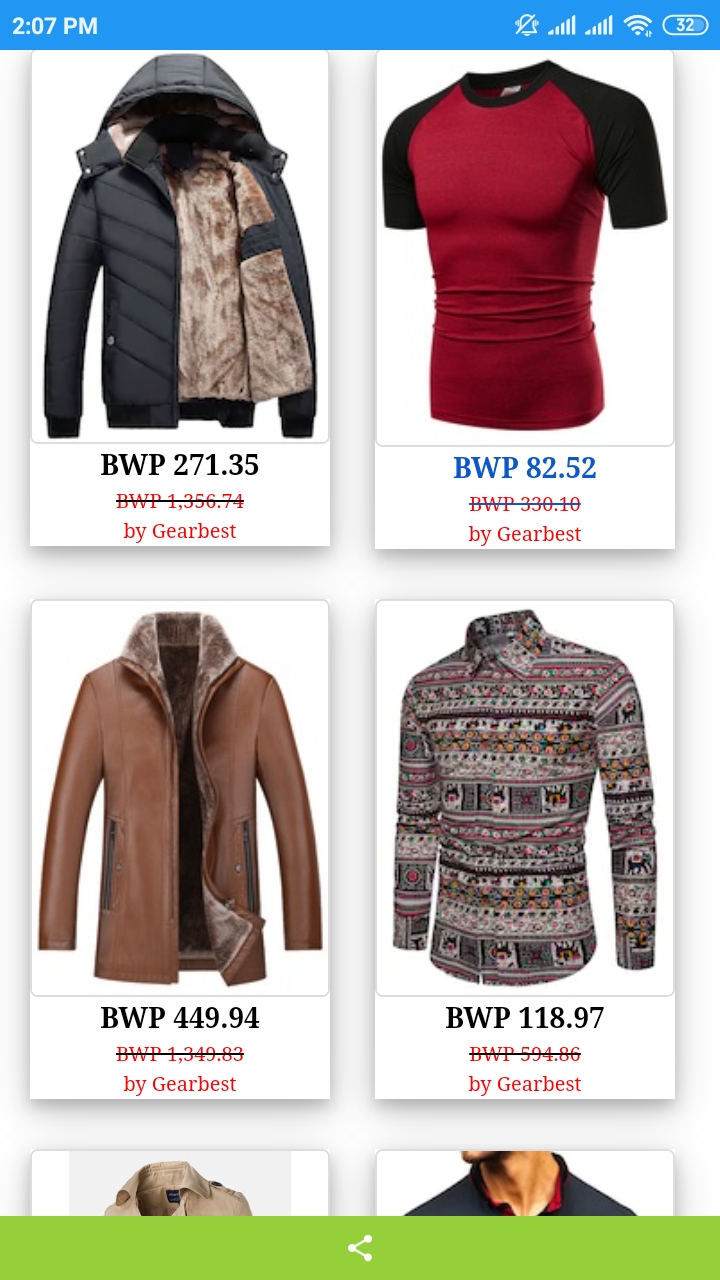 2:07 PM
32
BWP 271.35
BWP 1,356.74
by Gearbest
BWP 82.52
BWP 330.10
by Gearbest
BWP 449.94
BWP 1,349.83
by Gearbest
BWP 118.97
BWP 594.86
by Gearbest